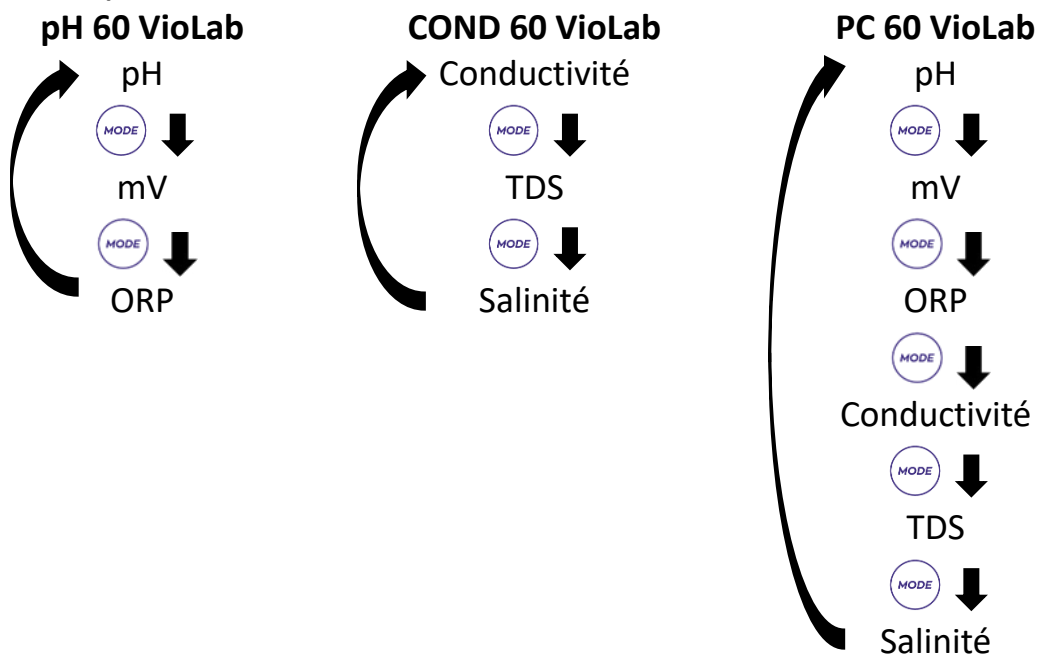 pH 60 VioLab
pH
MODE
mV
MODE
ORP
COND 60 VioLab
Conductivité
MODE
TDS
MODE
Salinité
PC 60 VioLab
pH
MODE
mV
MODE
ORP
MODE
Conductivité
MODE
TDS
MODE
Salinité